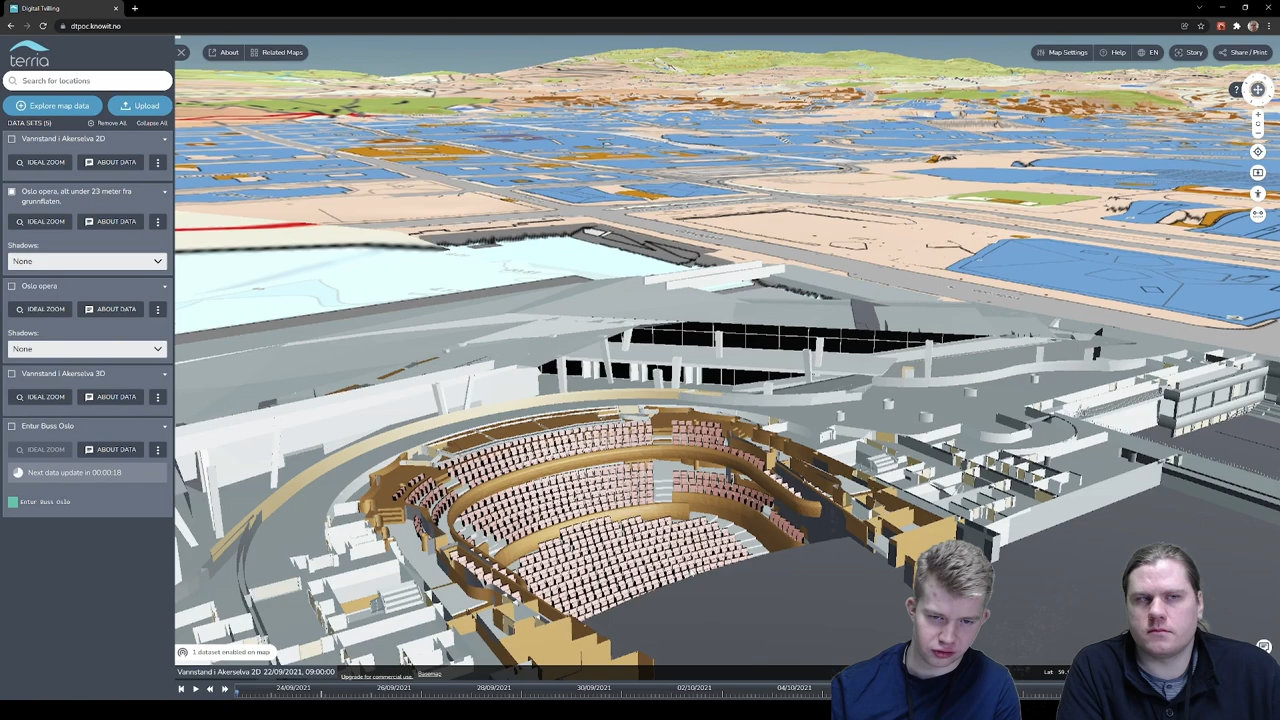 Digital Tvilling
dtpoc.knowit.no
terria
About
Related Maps
Map Settings
Help
EN
Story
Share / Print
Search for locations
Explore map data
Upload
DATA SETS (5)
Remove All
Collapse All
Vannstand i Akerselva 2D
IDEAL ZOOM
ABOUT DATA
Oslo opera, alt under 23 meter fra
grunnflaten.
IDEAL ZOOM
ABOUT DATA
Shadows:
None
Oslo opera
IDEAL ZOOM
ABOUT DATA
Shadows:
None
Vannstand i Akerselva 3D
IDEAL ZOOM
ABOUT DATA
Entur Buss Oslo
IDEAL ZOOM
ABOUT DATA
Next data update in 00:00:18
Entur Buss Oslo
1 dataset enabled on map
Vannstand i Akerselva 2D 22/09/2021, 09:00:00
Upgrade for commercial use.
Basemap
Lat
24/09/2021
26/09/2021
28/09/2021
30/09/2021
02/10/2021
04/10/2021